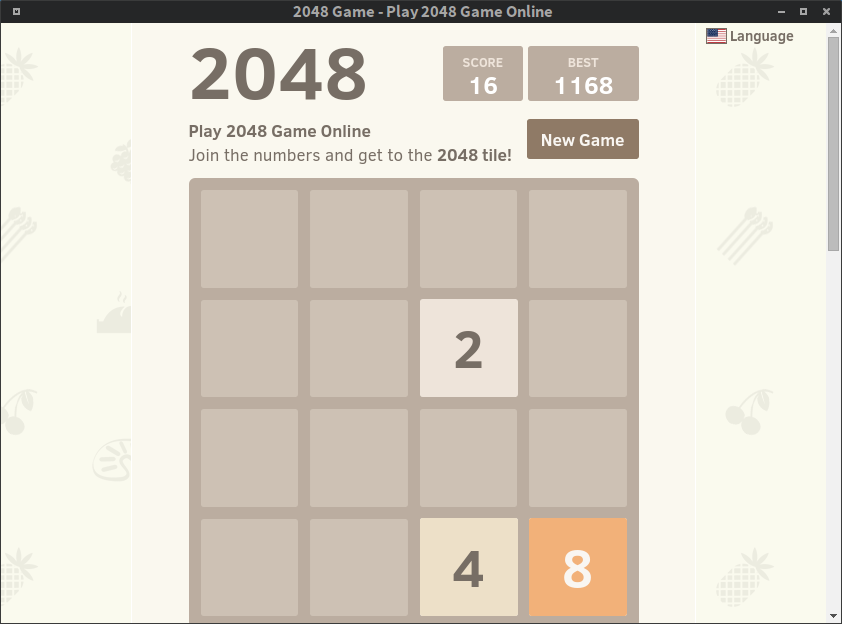 2048 Game - Play 2048 Game Online
Language
2048
SCORE
16
BEST
1168
Play 2048 Game Online
Join the numbers and get to the 2048 tile!
New Game
2
4 8